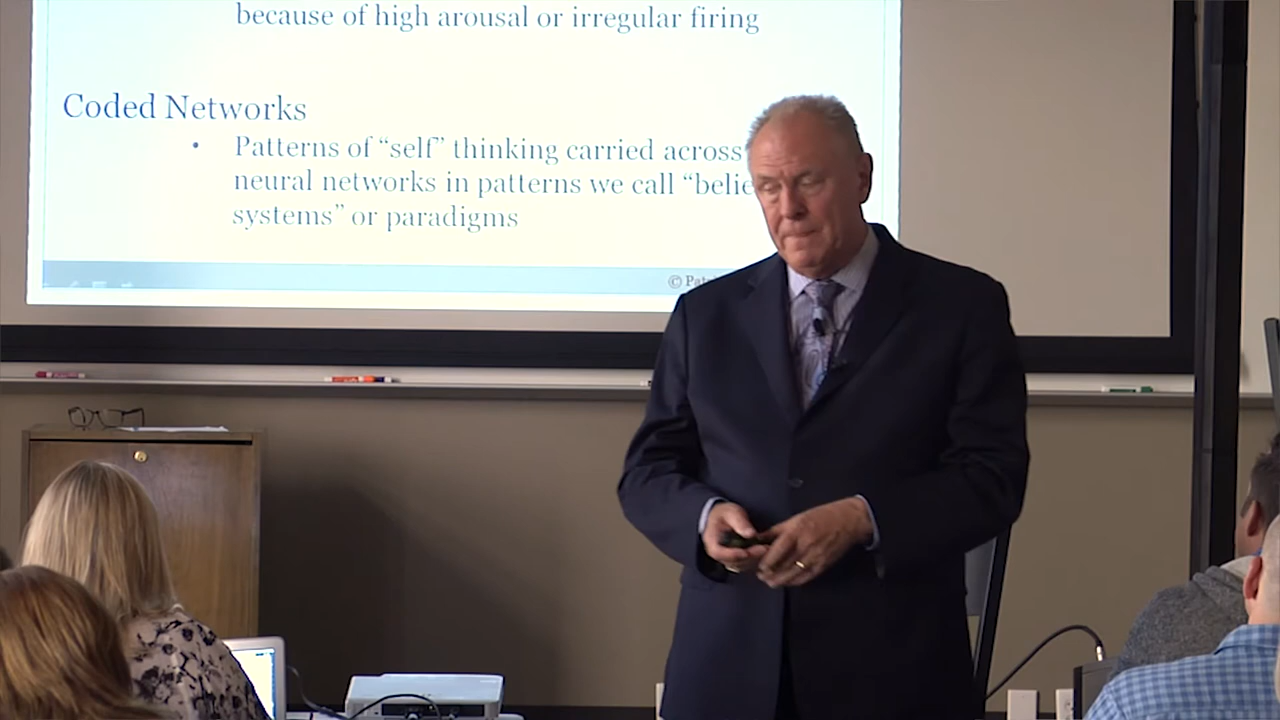 because of high arousal or irregular firing
Coded Networks
• Patterns of “self” thinking carried across
neural networks in patterns we call
systems” or paradigms
©